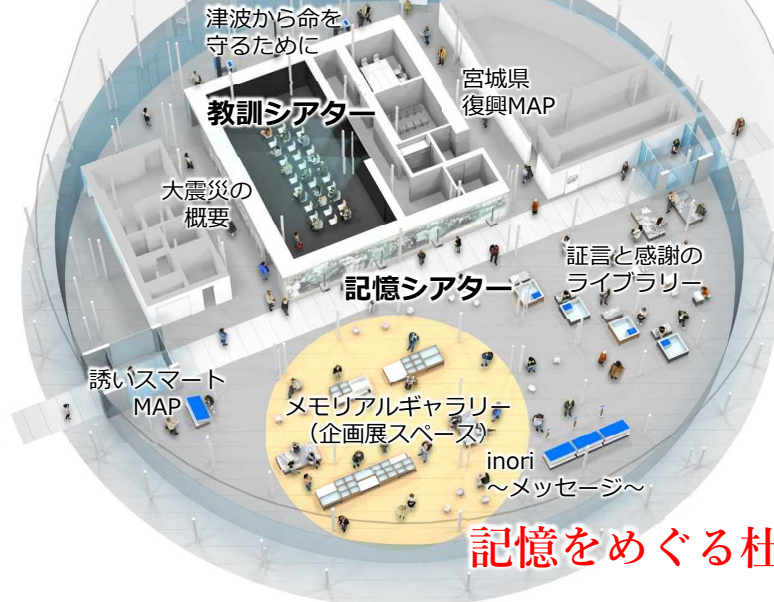 津波から命を
守るために
教訓シアター
宮城県
復興MAP
大震災の
概要
証言と感謝の
ライブラリー
記憶シアター
誘いスマート
MAP
メモリアルギャラリー
（企画展スペース）
inori
～メッセージ～
記憶をめぐる杜